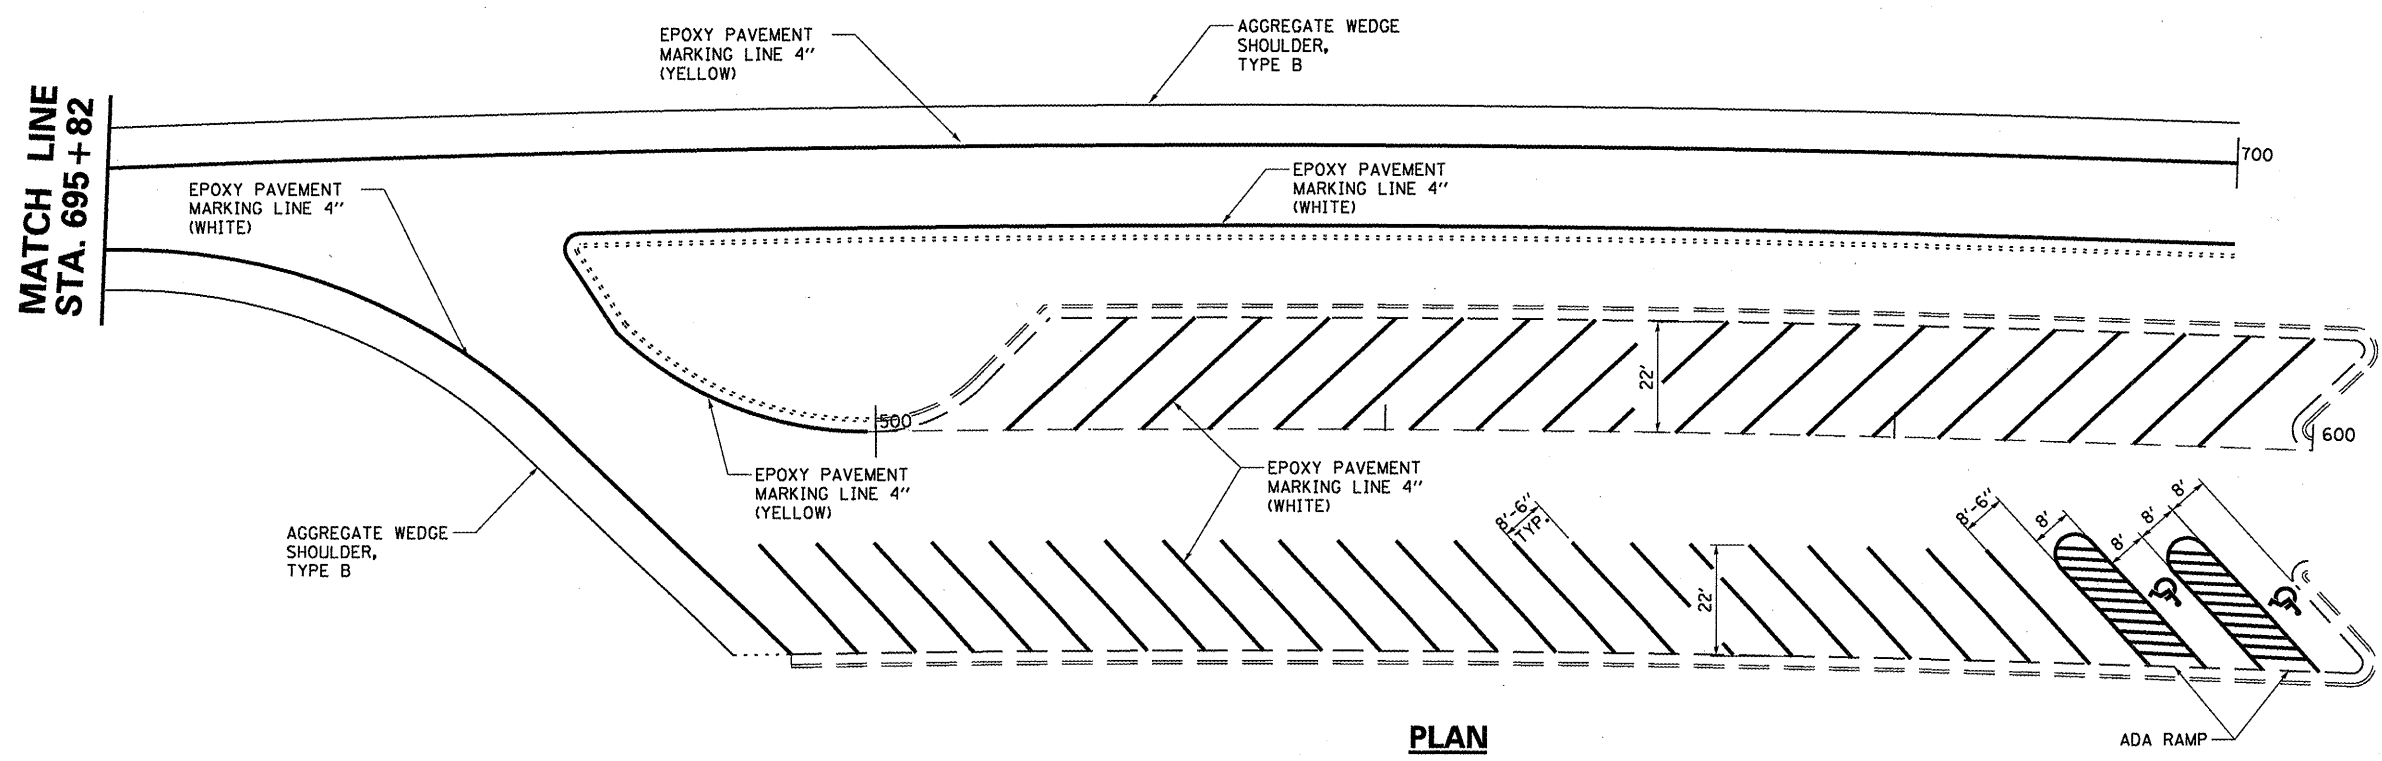 MATCH LINE
STA. 695+82
EPOXY PAVEMENT
MARKING LINE 4"
(YELLOW)
AGGREGATE WEDGE
SHOULDER,
TYPE B
EPOXY PAVEMENT
MARKING LINE 4"
(WHITE)
EPOXY PAVEMENT
MARKING LINE 4"
(WHITE)
700
22'
500
600
EPOXY PAVEMENT
MARKING LINE 4"
(YELLOW)
EPOXY PAVEMENT
MARKING LINE 4"
(WHITE)
AGGREGATE WEDGE
SHOULDER,
TYPE B
8'-6"
TYP.
22'
8'-6"
8'
8'
8'
8'
ADA RAMP
PLAN